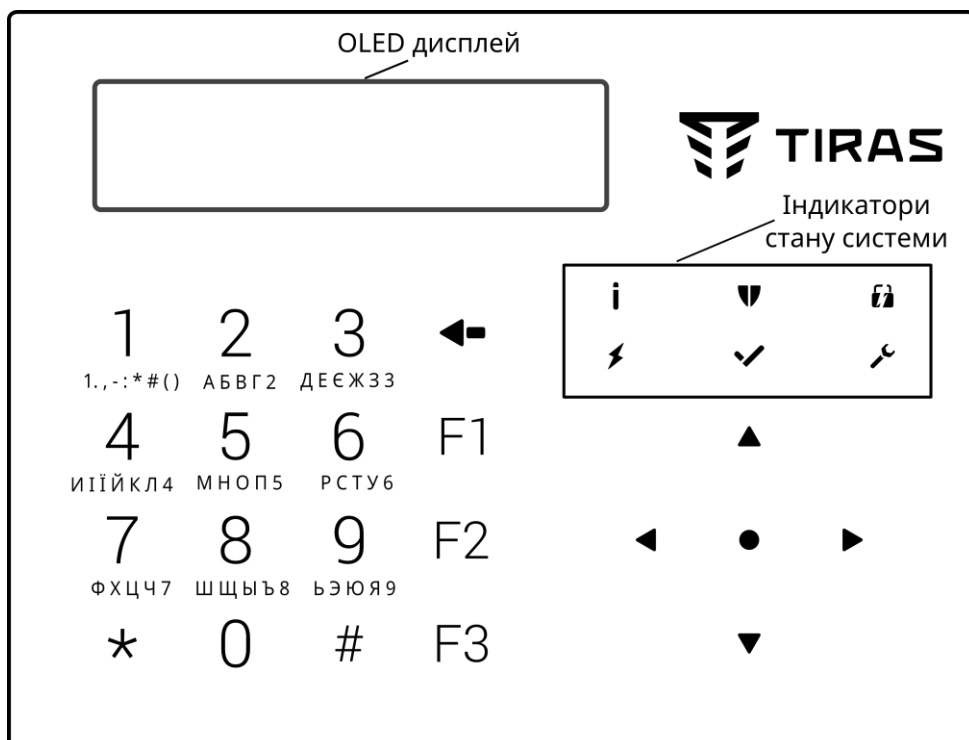 OLED дисплей
TIRAS
Індикатори
стану системи
1 2 3
1.,-:*#() АБВГ2 ДЕЄЖЗ3
4 5 6 F1
ИІЇЙКЛ4 МНОП5 РСТУ6
7 8 9 F2
ФХЦЧ7 ШЩЫЪ8 ЬЭЮЯ9
* 0 # F3